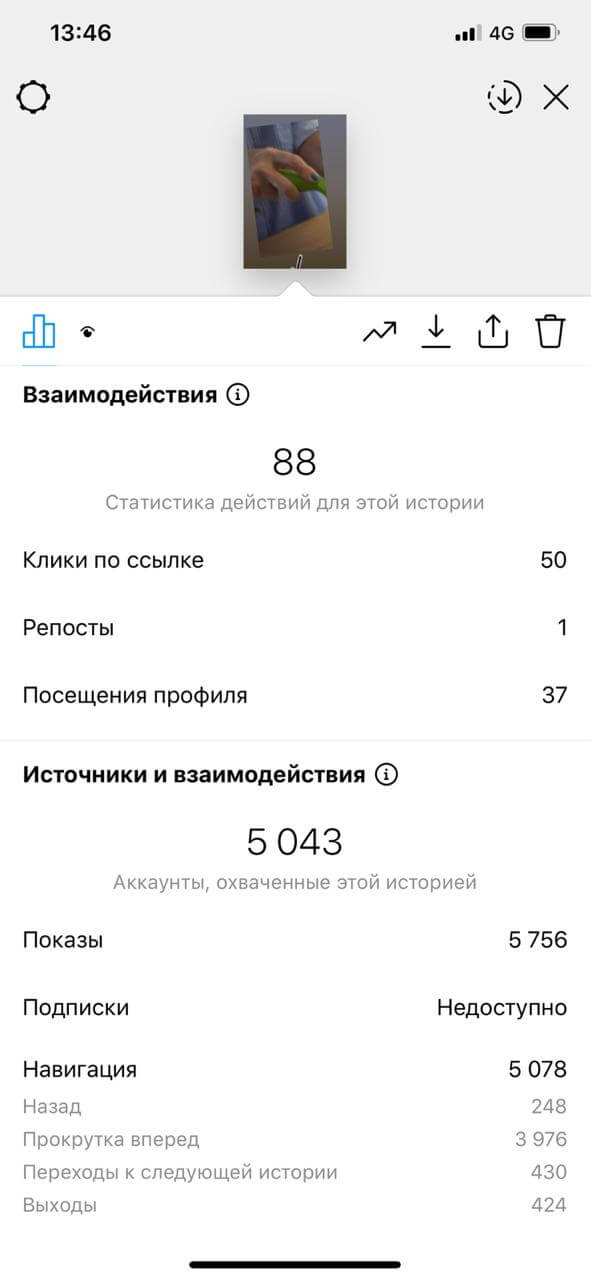 13:46
4G
Взаимодействия
88
Статистика действий для этой истории
Клики по ссылке 50
Репосты 1
Посещения профиля 37
Источники и взаимодействия
5 043
Аккаунты, охваченные этой историей
Показы 5 756
Подписки Недоступно
Навигация 5 078
Назад 248
Прокрутка вперед 3 976
Переходы к следующей истории 430
Выходы 424